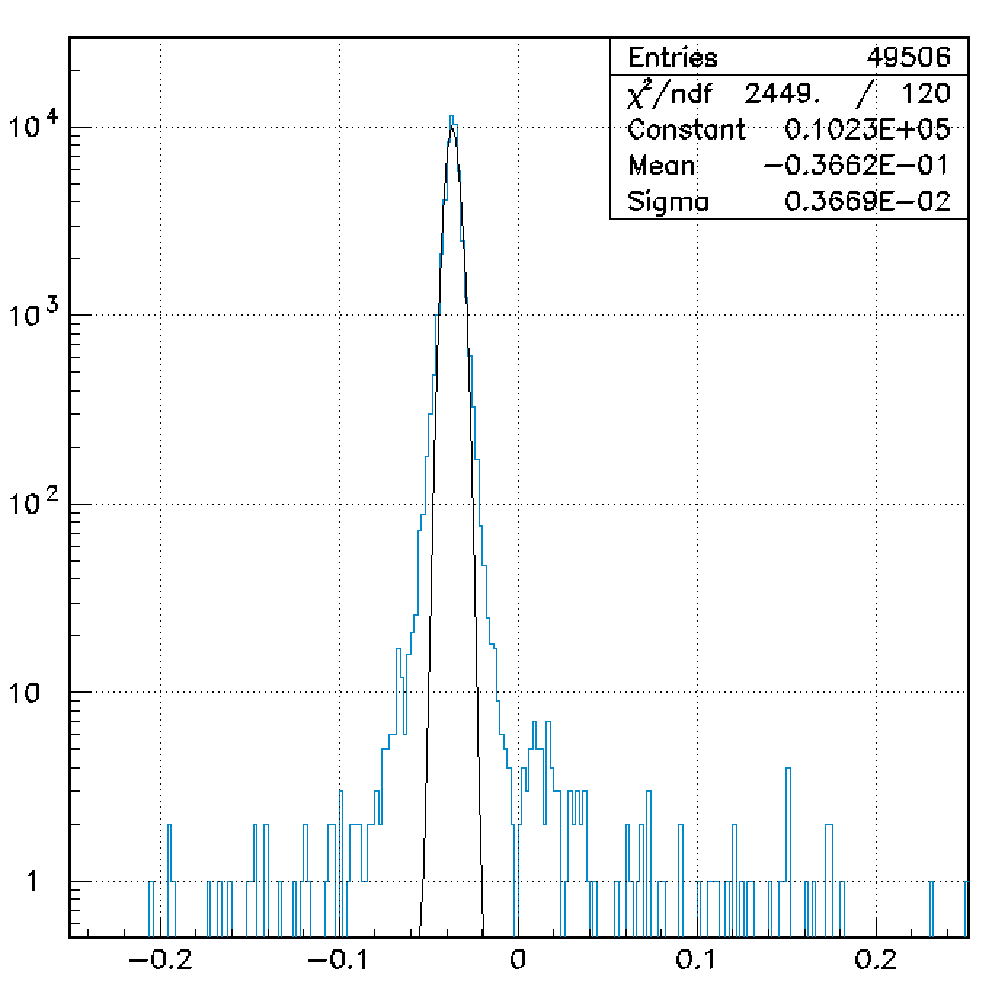 Entries 49506
χ²/ndf 2449. / 120
Constant 0.1023E+05
Mean −0.3662E−01
Sigma 0.3669E−02
10⁴
10³
10²
10
1
−0.2 −0.1 0 0.1 0.2